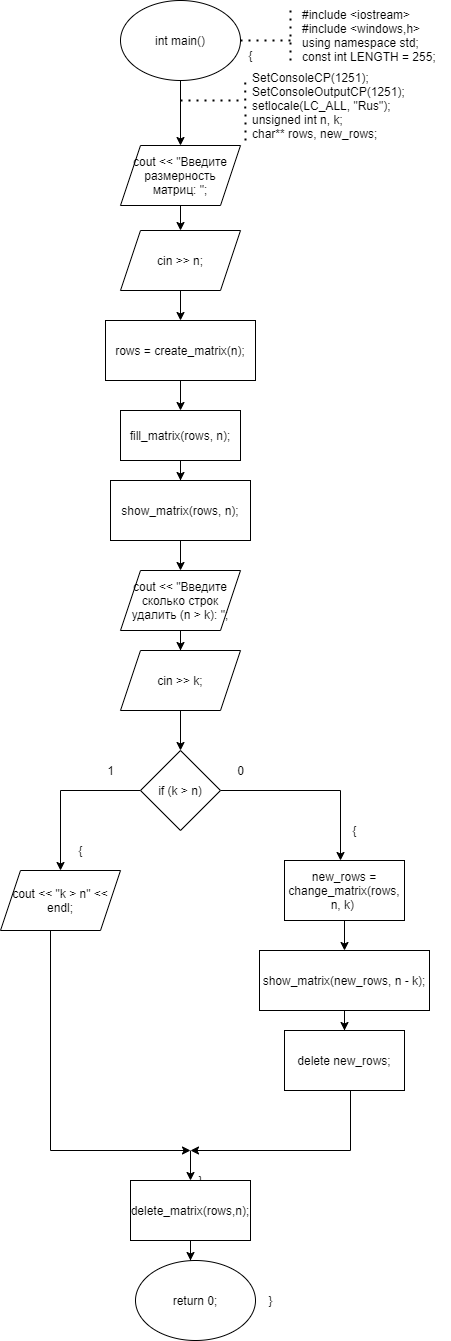 int main()
#include <iostream>
#include <windows,h>
using namespace std;
const int LENGTH = 255;
{
SetConsoleCP(1251);
SetConsoleOutputCP(1251);
setlocale(LC_ALL, "Rus");
unsigned int n, k;
char** rows, new_rows;
cout << "Введите
размерность
матриц: ";
cin >> n;
rows = create_matrix(n);
fill_matrix(rows, n);
show_matrix(rows, n);
cout << "Введите
сколько строк
удалить (n > k): ";
cin >> k;
if (k > n)
1
0
{
{
cout << "k > n" <<
endl;
new_rows =
change_matrix(rows,
n, k)
show_matrix(new_rows, n - k);
delete new_rows;
}
delete_matrix(rows,n);
return 0;
}